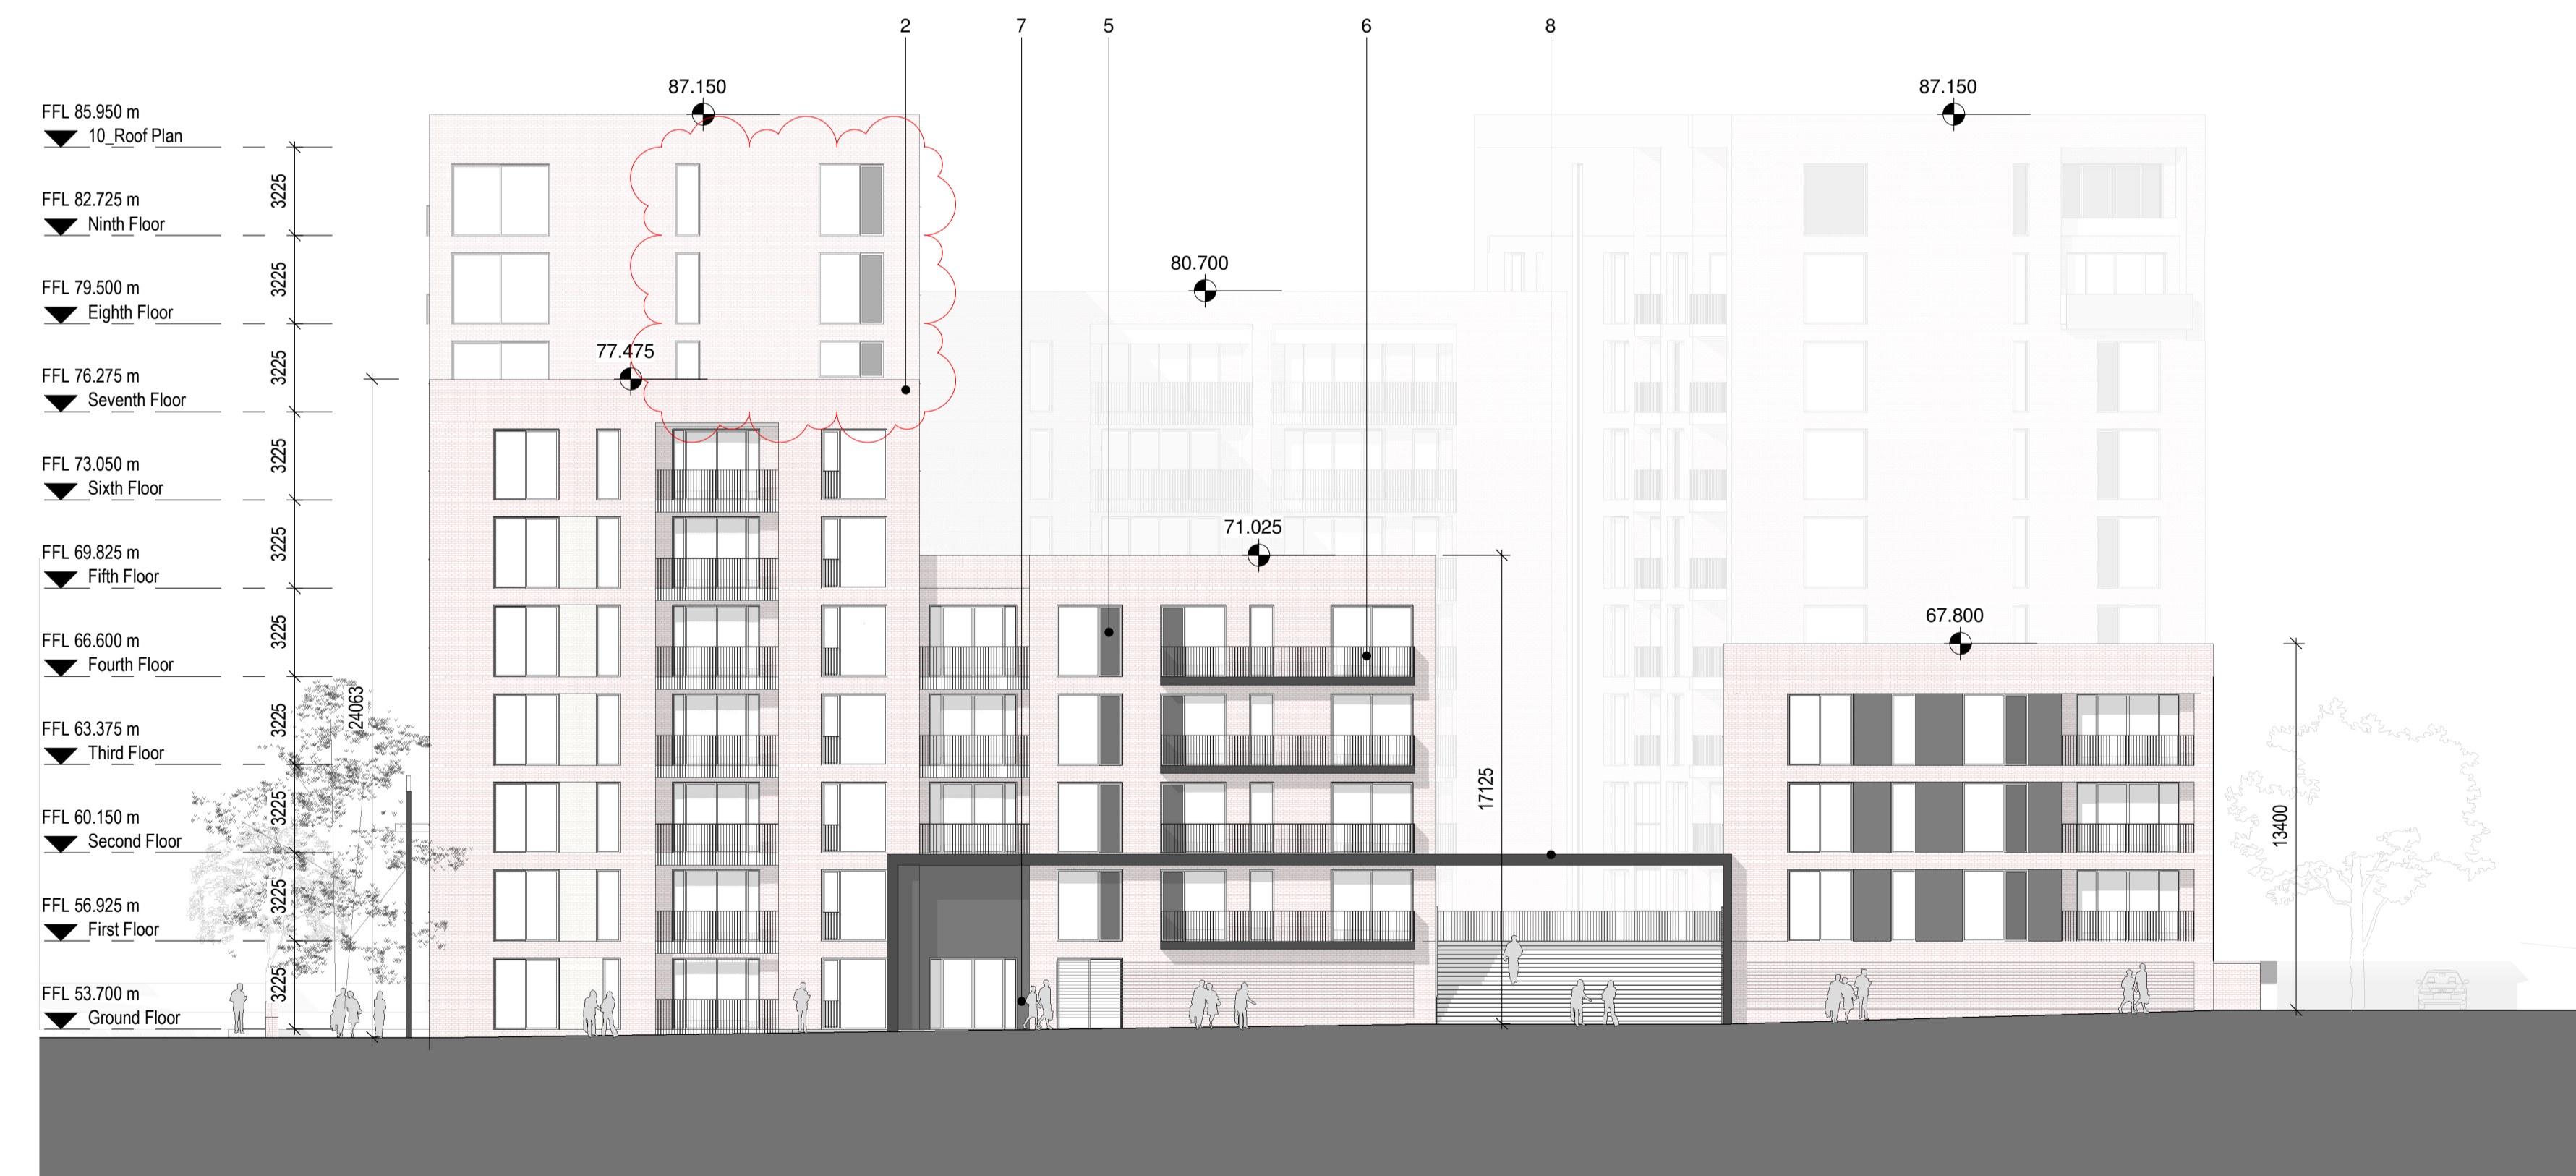 2 7 5 6 8
87.150 87.150
FFL 85.950 m
10_Roof Plan
3225
FFL 82.725 m
Ninth Floor
3225
80.700
FFL 79.500 m
Eighth Floor
3225
77.475
FFL 76.275 m
Seventh Floor
3225
FFL 73.050 m
Sixth Floor
3225
71.025
FFL 69.825 m
Fifth Floor
3225
67.800
FFL 66.600 m
Fourth Floor
24063
3225
FFL 63.375 m
Third Floor
3225
17125
13400
FFL 60.150 m
Second Floor
3225
FFL 56.925 m
First Floor
3225
FFL 53.700 m
Ground Floor